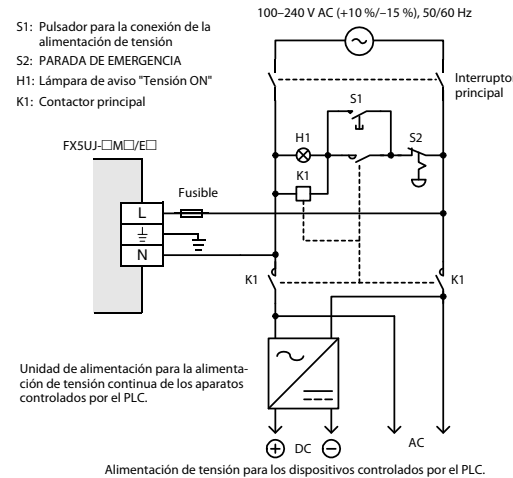 100–240 V AC (+10 %/–15 %), 50/60 Hz
S1: Pulsador para la conexión de la
alimentación de tensión
S2: PARADA DE EMERGENCIA
H1: Lámpara de aviso "Tensión ON"
K1: Contactor principal
Interruptor
principal
S1
H1
S2
FX5UJ-□M□/E□
K1
Fusible
L
N
K1
K1
Unidad de alimentación para la alimenta-
ción de tensión continua de los aparatos
controlados por el PLC.
DC
AC
Alimentación de tensión para los dispositivos controlados por el PLC.